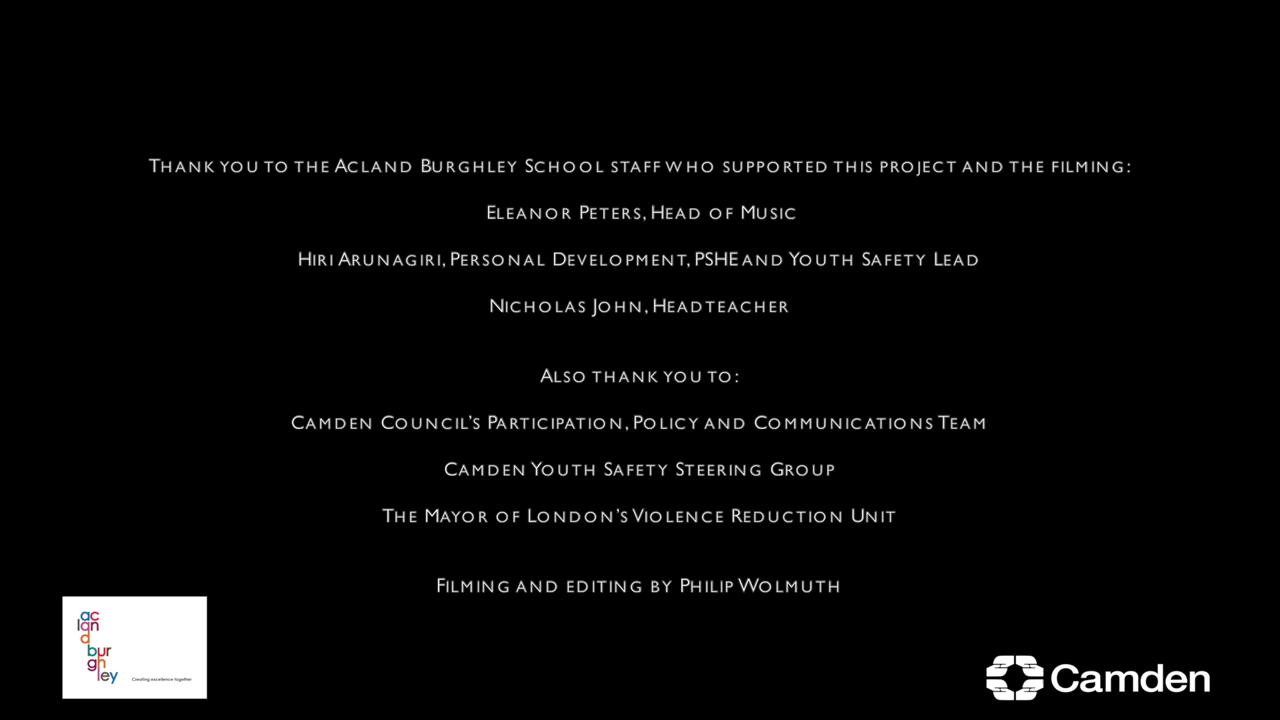 Thank you to the Acland Burghley School staff who supported this project and the filming:
Eleanor Peters, Head of Music
Hiri Arunagiri, Personal Development, PSHE and Youth Safety Lead
Nicholas John, Headteacher
Also thank you to:
Camden Council’s Participation, Policy and Communications Team
Camden Youth Safety Steering Group
The Mayor of London’s Violence Reduction Unit
Filming and editing by Philip Wolmuth
ac
lan
d
bur
gh
ley
Creating excellence together
Camden